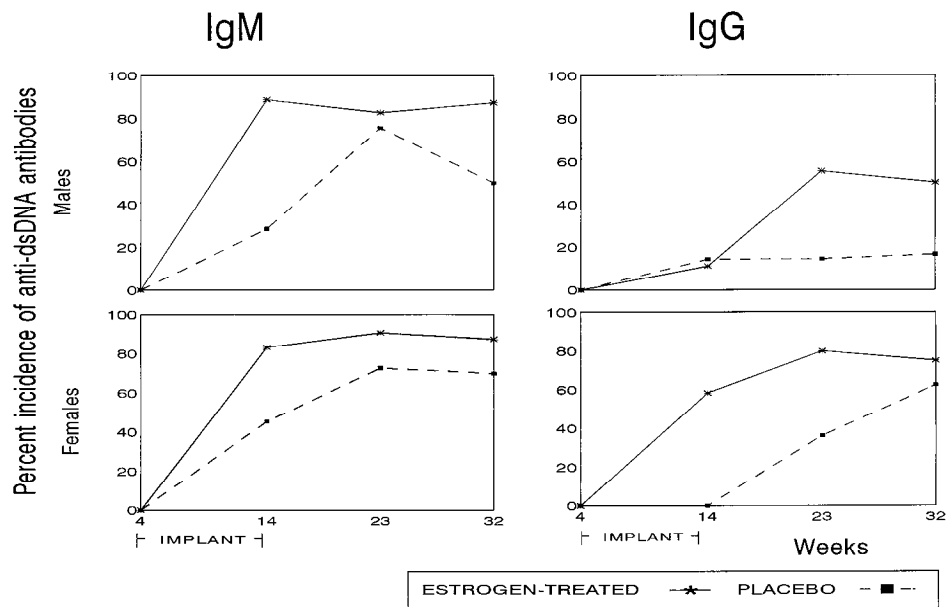 IgM
IgG
Percent incidence of anti-dsDNA antibodies
Males
100
80
60
40
20
0
100
80
60
40
20
0
Females
100
80
60
40
20
0
4 14 23 32
IMPLANT
100
80
60
40
20
0
4 14 23 32
IMPLANT
Weeks
ESTROGEN-TREATED PLACEBO